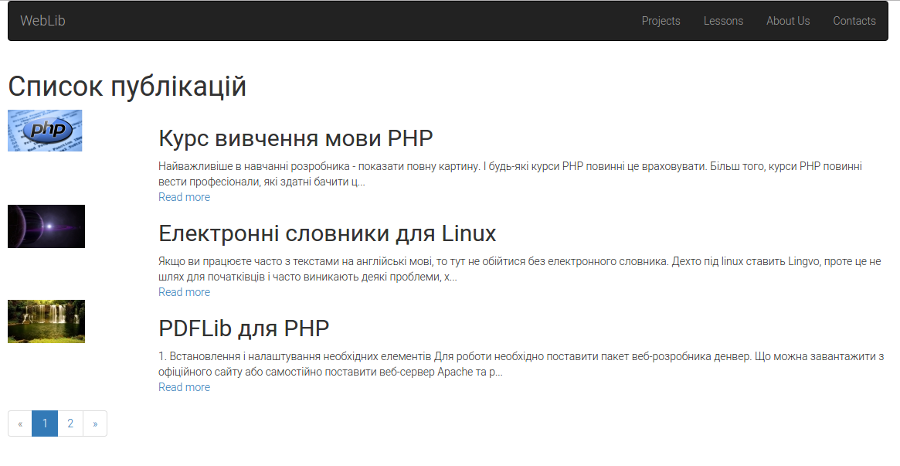 WebLib Projects Lessons About Us Contacts
Список публікацій
php
Курс вивчення мови PHP
Найважливіше в навчанні розробника - показати повну картину. І будь-які курси PHP повинні це враховувати. Більш того, курси PHP повинні
вести професіонали, які здатні бачити ц...
Read more
Електронні словники для Linux
Якщо ви працюєте часто з текстами на англійські мові, то тут не обійтися без електронного словника. Дехто під linux ставить Lingvo, проте це не
шлях для початківців і часто виникають деякі проблеми, х...
Read more
PDFLib для PHP
1. Встановлення і налаштування необхідних елементів Для роботи необхідно поставити пакет веб-розробника денвер. Що можна завантажити з
офіційного сайту або самостійно поставити веб-сервер Apache та р...
Read more
« 1 2 »